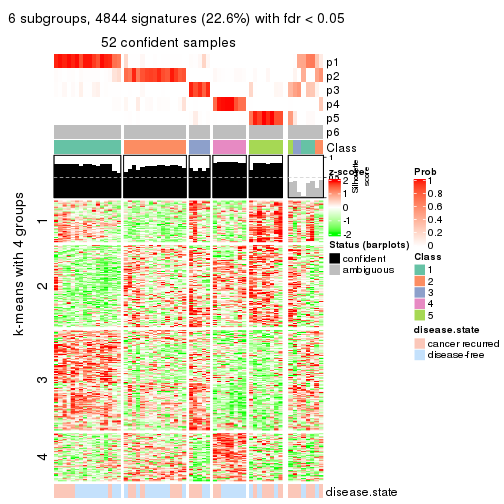 6 subgroups, 4844 signatures (22.6%) with fdr < 0.05
52 confident samples
p1
p2
p3
p4
p5
p6
Class
1
0.5
Silhouette
score
k-means with 4 groups
1
2
3
4
disease.state
z-score
2
1
0
-1
-2
Status (barplots)
confident
ambiguous
Prob
1
0.8
0.6
0.4
0.2
0
Class
1
2
3
4
5
disease.state
cancer recurred
disease-free